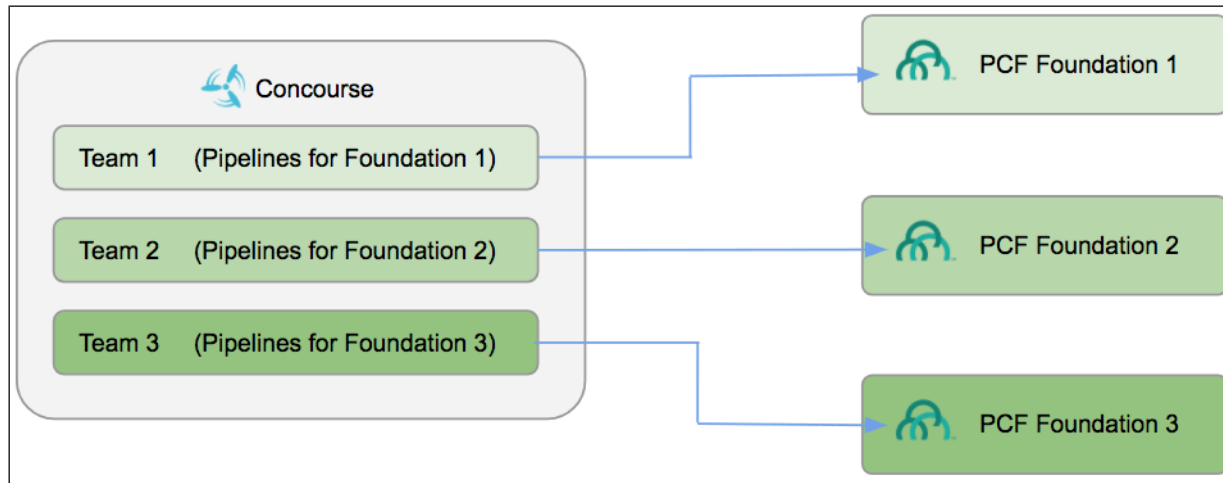 Concourse
Team 1 (Pipelines for Foundation 1)
Team 2 (Pipelines for Foundation 2)
Team 3 (Pipelines for Foundation 3)
PCF Foundation 1
PCF Foundation 2
PCF Foundation 3